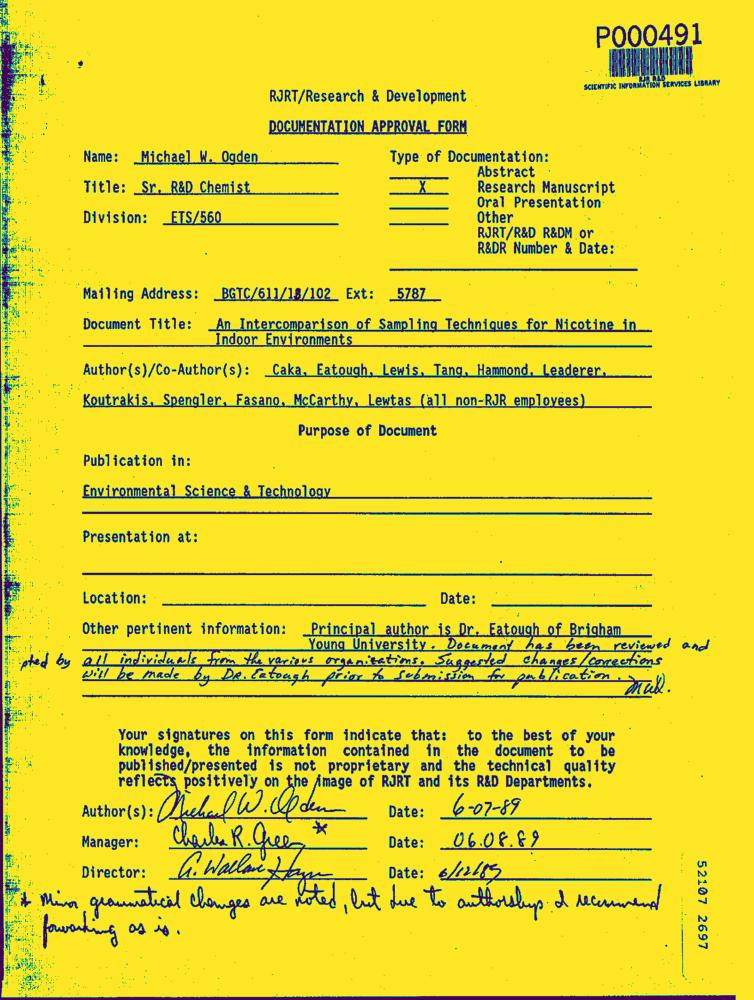 P000491
RJR R&D
SCIENTIFIC INFORMATION SERVICES LIBRARY
RJRT/Research & Development
DOCUMENTATION APPROVAL FORM
Name: Michael W. Ogden
Type of Documentation:
Abstract
Title: Sr. R&D Chemist
X Research Manuscript
Oral Presentation
Division: ETS/560
Other
RJRT/R&D R&DM or
R&DR Number & Date:
Mailing Address: BGTC/611/18/102 Ext: 5787
Document Title: An Intercomparison of Sampling Techniques for Nicotine in
Indoor Environments
Author(s)/Co-Author(s): Caka, Eatough, Lewis, Tang, Hammond, Leaderer,
Koutrakis, Spengler, Fasano, McCarthy, Lewtas (all non-RJR employees)
Purpose of Document
Publication in:
Environmental Science & Technology
Presentation at:
Location: Date:
Other pertinent information: Principal author is Dr. Eatough of Brigham
Young University. Document has been reviewed and
pted by all individuals from the various organizations. Suggested changes/corrections
will be made by Dr. Eatough prior to submission for publication.
Your signatures on this form indicate that: to the best of your
knowledge, the information contained in the document to be
published/presented is not proprietary and the technical quality
reflects positively on the image of RJRT and its R&D Departments.
Author(s): Michael W. Ogden Date: 6-07-89
Manager: Charles R. Green * Date: 06.08.89
Director: A. Wallace Hayes Date: 6/12/89
* Minor grammatical changes are noted, but due to authorships I recommend
forwarding as is.
52107 2697